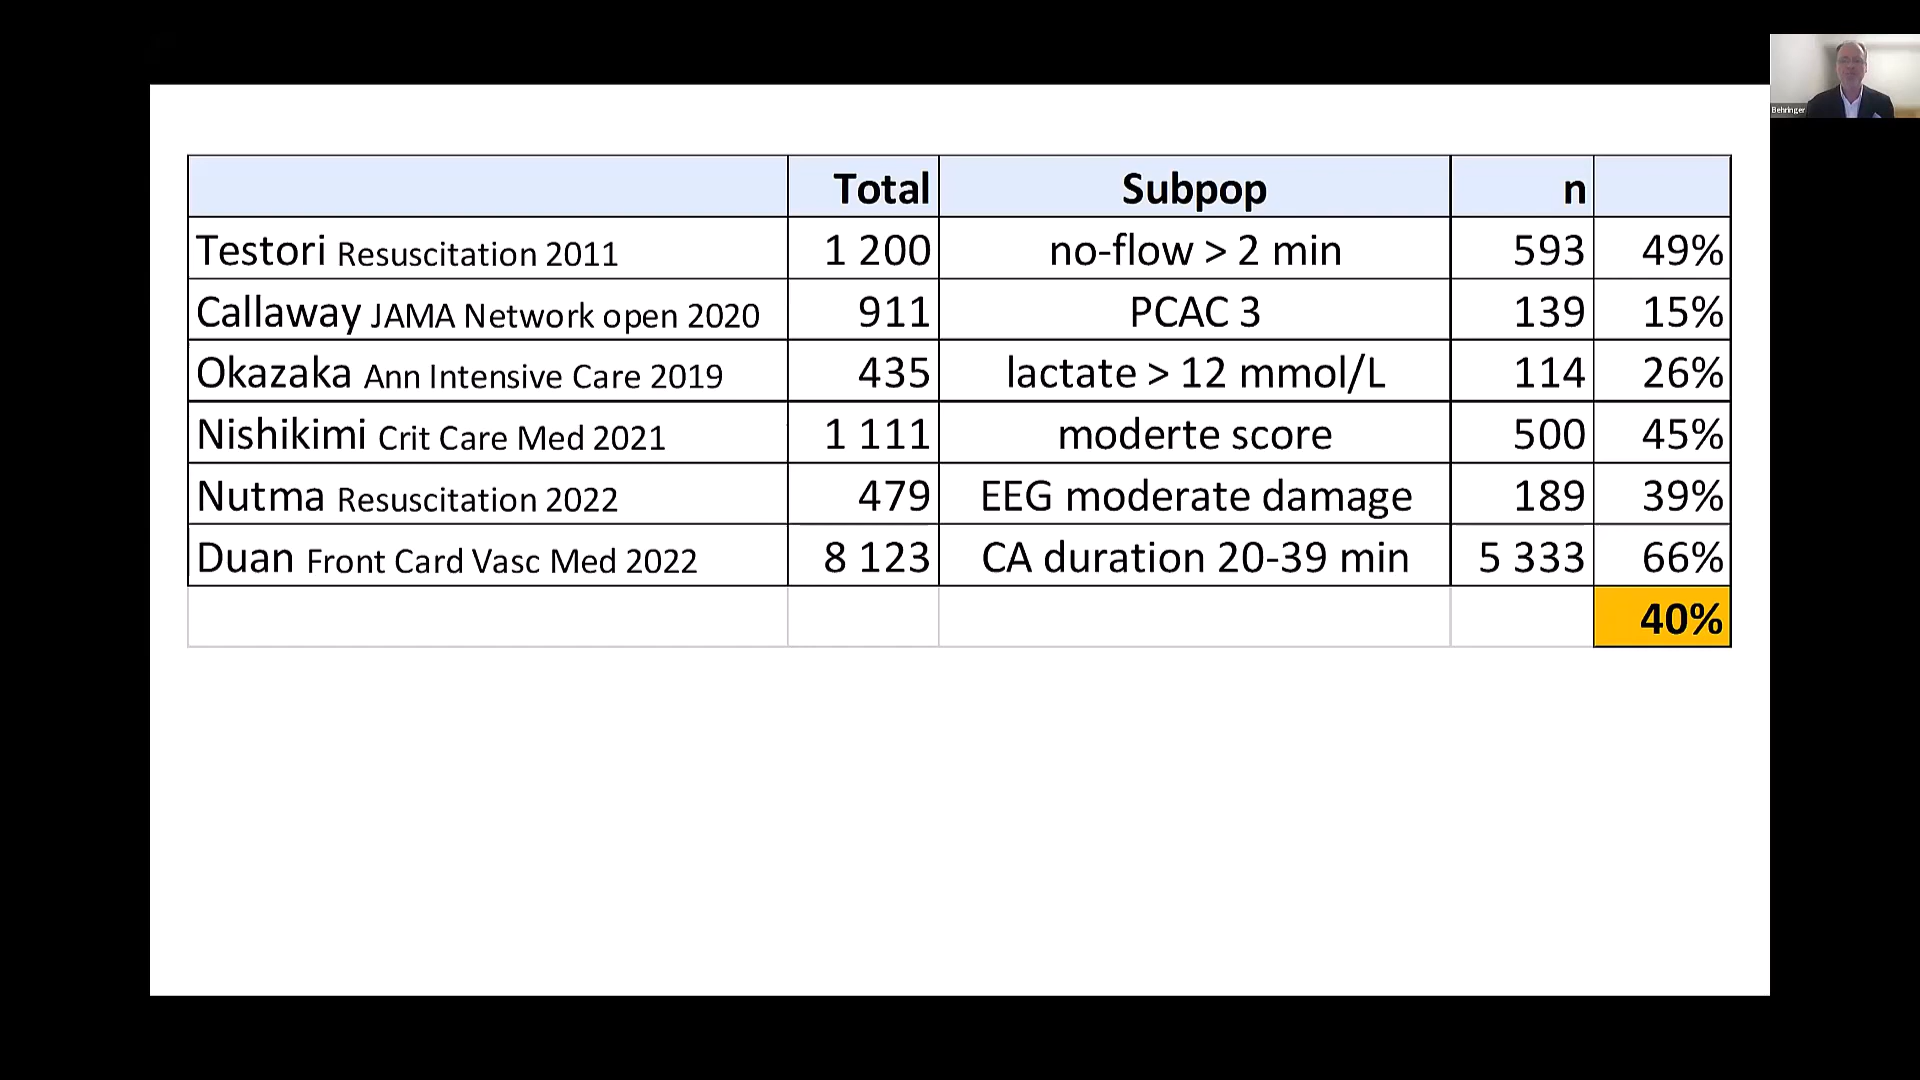 Behringer
Total Subpop n
Testori Resuscitation 2011 1 200 no-flow > 2 min 593 49%
Callaway JAMA Network open 2020 911 PCAC 3 139 15%
Okazaka Ann Intensive Care 2019 435 lactate > 12 mmol/L 114 26%
Nishikimi Crit Care Med 2021 1 111 moderte score 500 45%
Nutma Resuscitation 2022 479 EEG moderate damage 189 39%
Duan Front Card Vasc Med 2022 8 123 CA duration 20-39 min 5 333 66%
40%